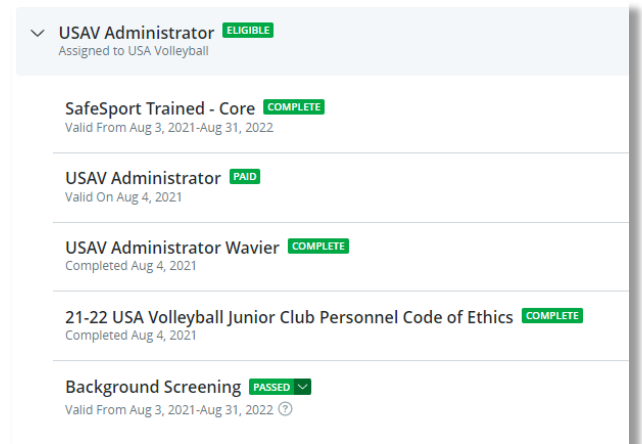 USAV Administrator ELIGIBLE
Assigned to USA Volleyball
SafeSport Trained - Core COMPLETE
Valid From Aug 3, 2021-Aug 31, 2022
USAV Administrator PAID
Valid On Aug 4, 2021
USAV Administrator Wavier COMPLETE
Completed Aug 4, 2021
21-22 USA Volleyball Junior Club Personnel Code of Ethics COMPLETE
Completed Aug 4, 2021
Background Screening PASSED
Valid From Aug 3, 2021-Aug 31, 2022 ?